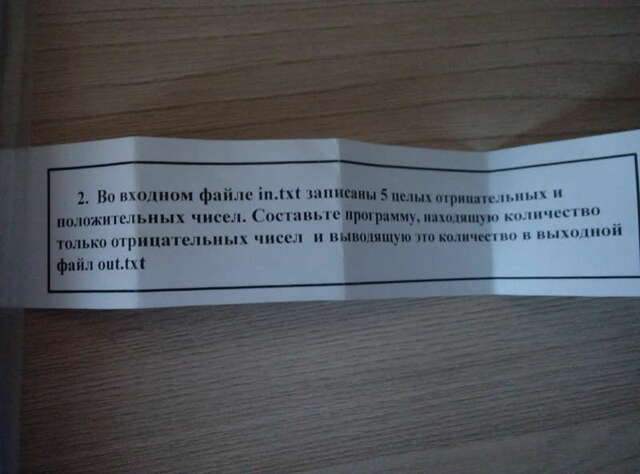 2. Во входном файле in.txt записаны 5 целых отрицательных и
положительных чисел. Составьте программу, находящую количество
только отрицательных чисел и выводящую это количество в выходной
файл out.txt